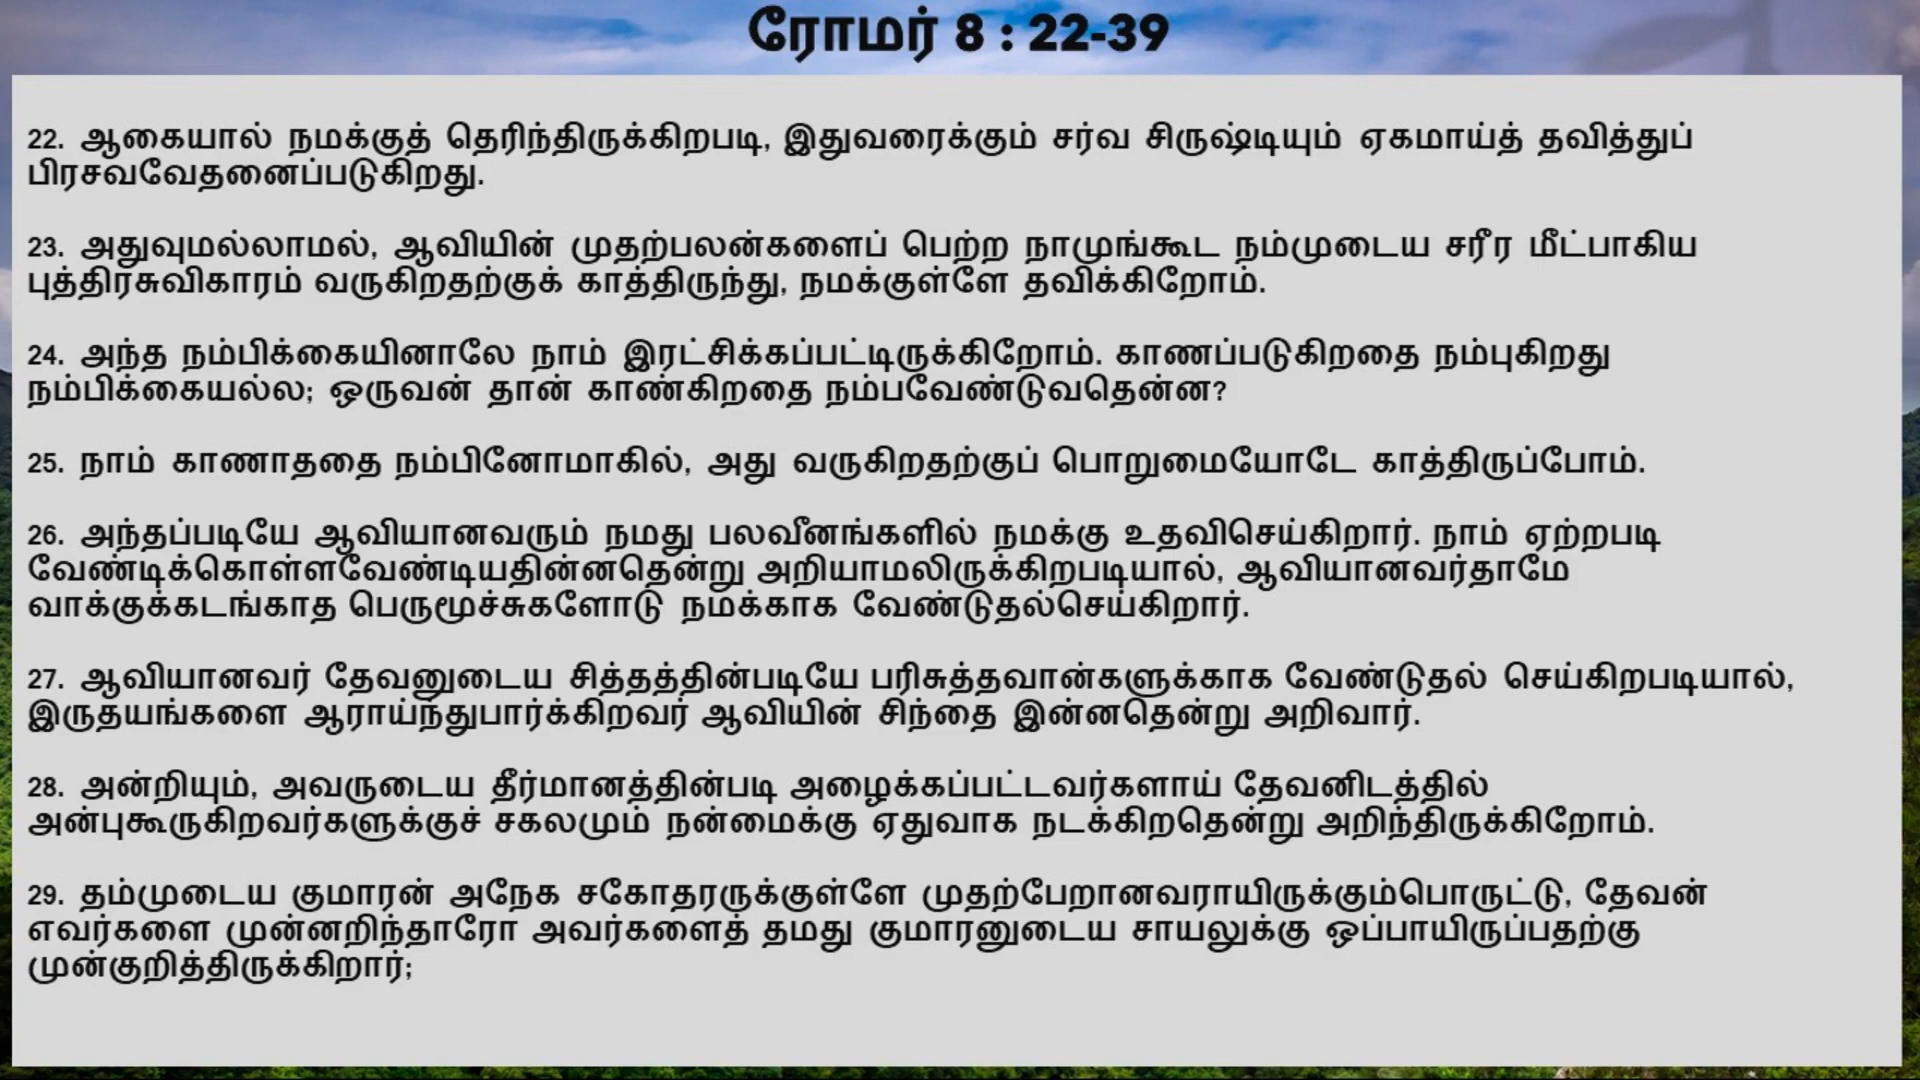 ரோமர் 8 : 22-39
22. ஆகையால் நமக்குத் தெரிந்திருக்கிறபடி, இதுவரைக்கும் சர்வ சிருஷ்டியும் ஏகமாய்த் தவித்துப்
பிரசவவேதனைப்படுகிறது.
23. அதுவுமல்லாமல், ஆவியின் முதற்பலன்களைப் பெற்ற நாமுங்கூட நம்முடைய சரீர மீட்பாகிய
புத்திரசுவிகாரம் வருகிறதற்குக் காத்திருந்து, நமக்குள்ளே தவிக்கிறோம்.
24. அந்த நம்பிக்கையினாலே நாம் இரட்சிக்கப்பட்டிருக்கிறோம். காணப்படுகிறதை நம்புகிறது
நம்பிக்கையல்ல; ஒருவன் தான் காண்கிறதை நம்பவேண்டுவதென்ன?
25. நாம் காணாததை நம்பினோமாகில், அது வருகிறதற்குப் பொறுமையோடே காத்திருப்போம்.
26. அந்தப்படியே ஆவியானவரும் நமது பலவீனங்களில் நமக்கு உதவிசெய்கிறார். நாம் ஏற்றபடி
வேண்டிக்கொள்ளவேண்டியதின்னதென்று அறியாமலிருக்கிறபடியால், ஆவியானவர்தாமே
வாக்குக்கடங்காத பெருமூச்சுகளோடு நமக்காக வேண்டுதல்செய்கிறார்.
27. ஆவியானவர் தேவனுடைய சித்தத்தின்படியே பரிசுத்தவான்களுக்காக வேண்டுதல் செய்கிறபடியால்,
இருதயங்களை ஆராய்ந்துபார்க்கிறவர் ஆவியின் சிந்தை இன்னதென்று அறிவார்.
28. அன்றியும், அவருடைய தீர்மானத்தின்படி அழைக்கப்பட்டவர்களாய் தேவனிடத்தில்
அன்புகூருகிறவர்களுக்குச் சகலமும் நன்மைக்கு ஏதுவாக நடக்கிறதென்று அறிந்திருக்கிறோம்.
29. தம்முடைய குமாரன் அநேக சகோதரருக்குள்ளே முதற்பேறானவராயிருக்கும்பொருட்டு, தேவன்
எவர்களை முன்னறிந்தாரோ அவர்களைத் தமது குமாரனுடைய சாயலுக்கு ஒப்பாயிருப்பதற்கு
முன்குறித்திருக்கிறார்;